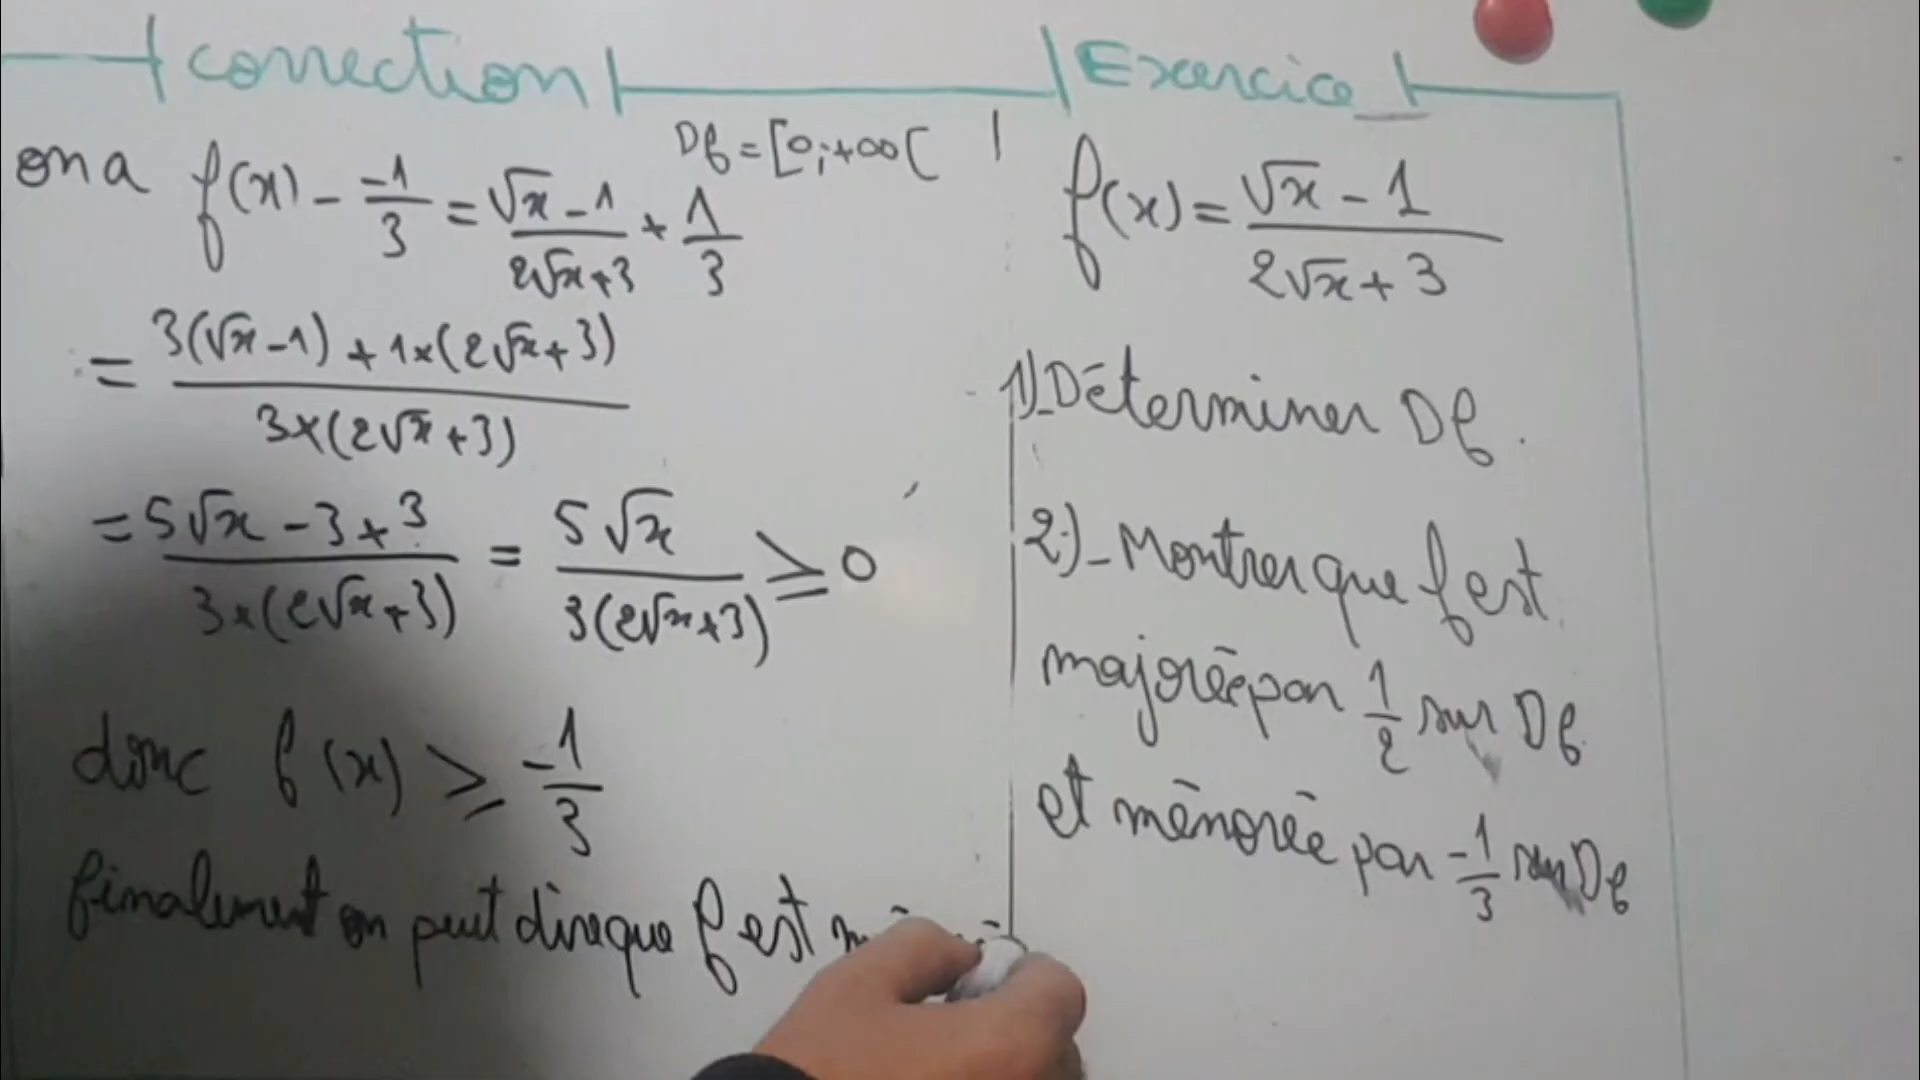 correction
Exercice
Df = [0;+∞[
on a f(x) - -1/3 = (√x - 1)/(2√x + 3) + 1/3
= (3(√x - 1) + 1×(2√x + 3))/(3×(2√x + 3))
= (5√x - 3 + 3)/(3×(2√x + 3)) = 5√x/(3(2√x + 3)) ≥ 0
donc f(x) ≥ -1/3
finalement on peut dire que f est
f(x) = (√x - 1)/(2√x + 3)
1)_Déterminer Df.
2)_Montrer que f est
majorée par 1/2 sur Df
et ménorée par -1/3 sur Df